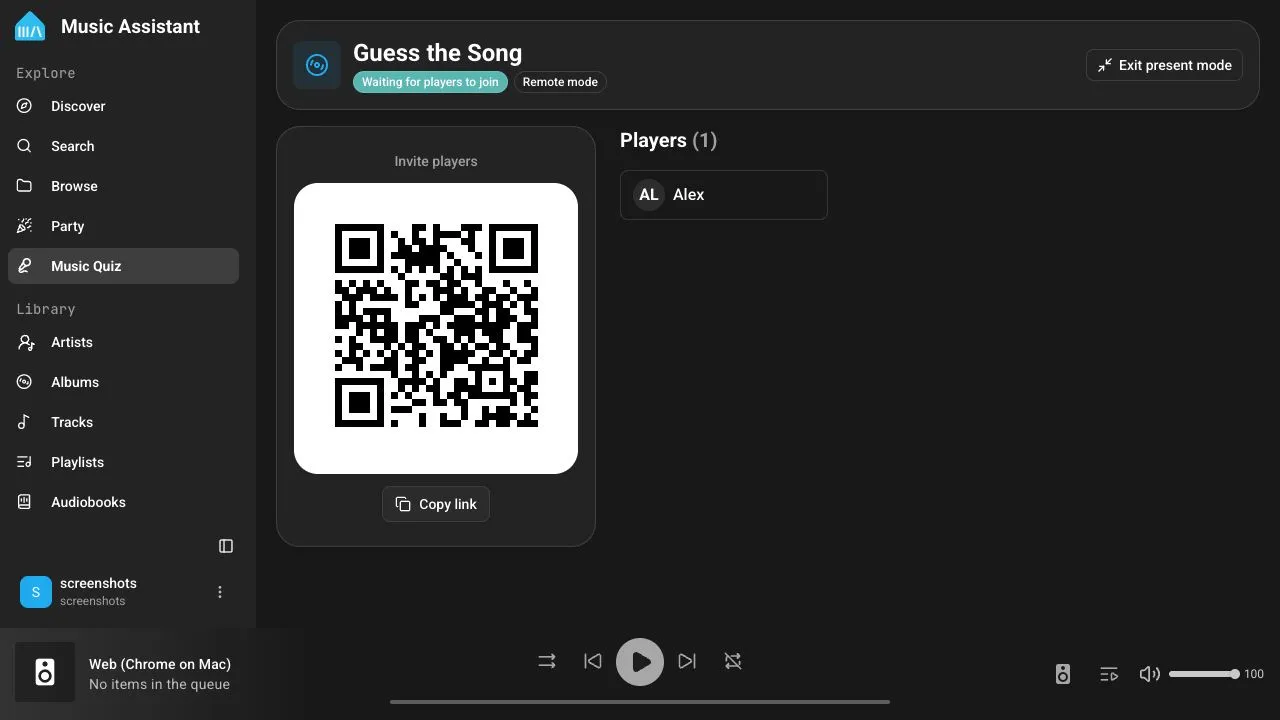 Music Assistant
Explore
Discover
Search
Browse
Party
Music Quiz
Library
Artists
Albums
Tracks
Playlists
Audiobooks
S
screenshots
screenshots
Guess the Song
Waiting for players to join
Remote mode
Exit present mode
Invite players
Copy link
Players (1)
AL
Alex
Web (Chrome on Mac)
No items in the queue
100